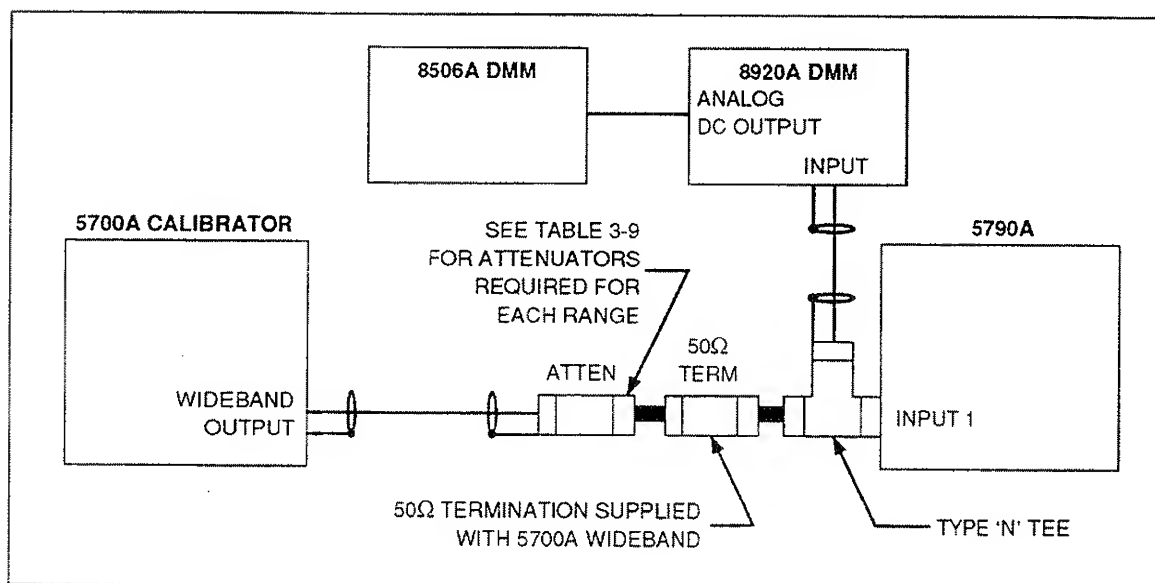 8506A DMM
8920A DMM
ANALOG
DC OUTPUT
INPUT
5700A CALIBRATOR
SEE TABLE 3-9
FOR ATTENUATORS
REQUIRED FOR
EACH RANGE
5790A
50Ω
TERM
ATTEN
WIDEBAND
OUTPUT
INPUT 1
50Ω TERMINATION SUPPLIED
WITH 5700A WIDEBAND
TYPE 'N' TEE